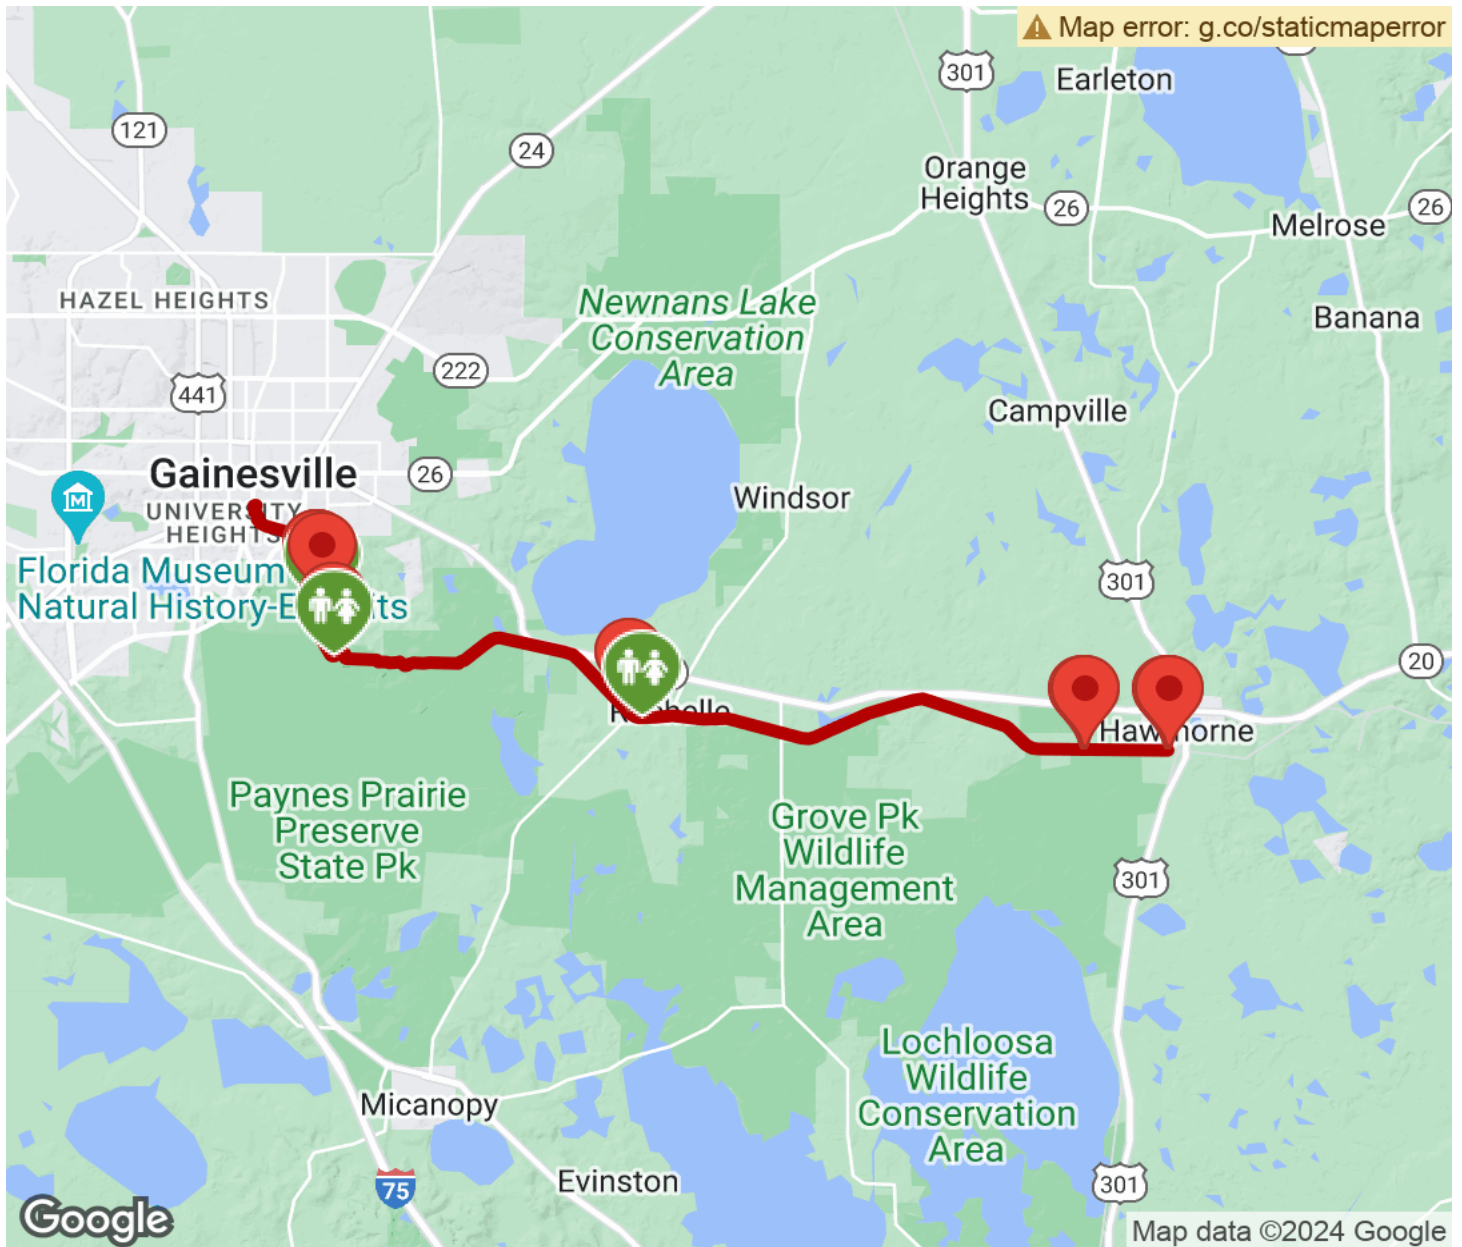 Map error: g.co/staticmaperror
301
Earleton
121
24
Orange
Heights
26
26
Melrose
HAZEL HEIGHTS
Newnans Lake
Conservation
Area
Banana
222
441
Campville
Gainesville
26
Windsor
M
UNIVERSITY
HEIGHTS
Florida Museum
Natural History-E
its
301
20
Hawthorne
Paynes Prairie
Preserve
State Pk
Grove Pk
Wildlife
Management
Area
301
Lochloosa
Wildlife
Conservation
Area
Micanopy
Evinston
75
301
Google
Map data ©2024 Google